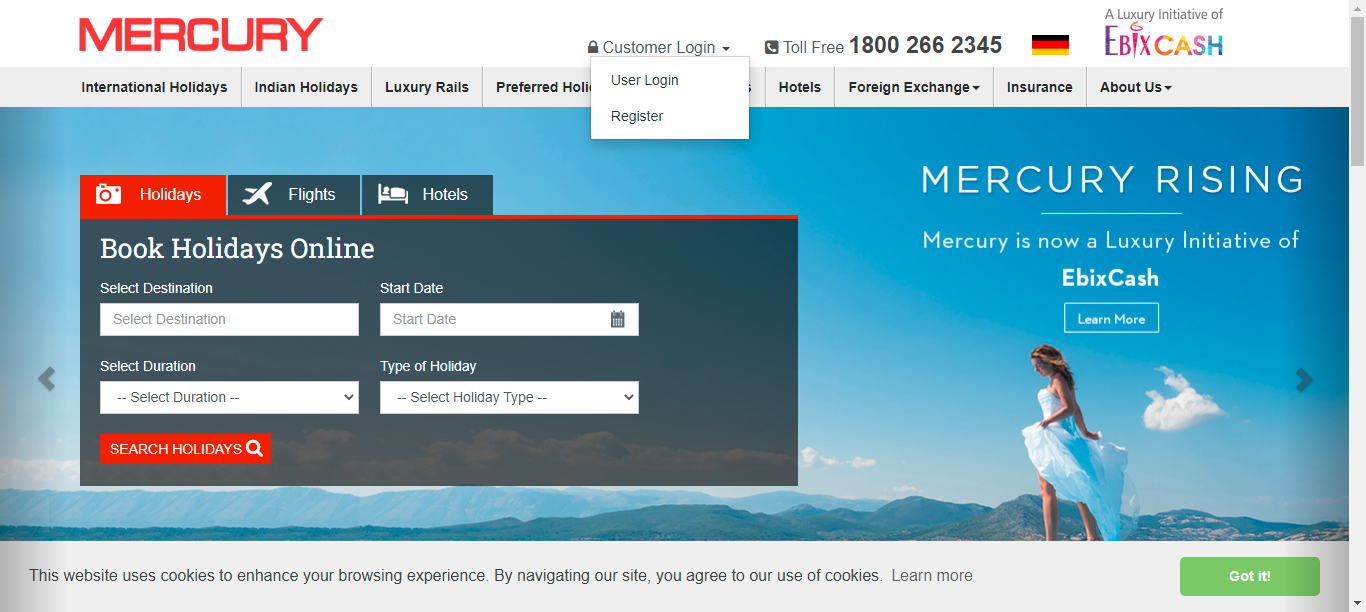 MERCURY
Customer Login
Toll Free 1800 266 2345
A Luxury Initiative of
EBIXCASH
User Login
Register
International Holidays
Indian Holidays
Luxury Rails
Preferred
Hotels
Foreign Exchange
Insurance
About Us
Holidays
Flights
Hotels
Book Holidays Online
Select Destination
Start Date
Select Destination
Start Date
Select Duration
Type of Holiday
-- Select Duration --
-- Select Holiday Type --
SEARCH HOLIDAYS
MERCURY RISING
Mercury is now a Luxury Initiative of
EbixCash
Learn More
This website uses cookies to enhance your browsing experience. By navigating our site, you agree to our use of cookies. Learn more
Got it!